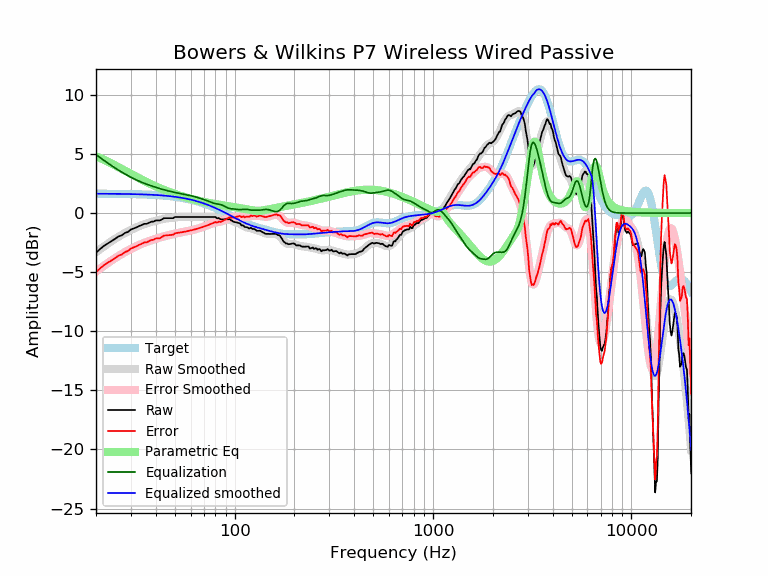 Bowers & Wilkins P7 Wireless Wired Passive
10
5
0
−5
−10
−15
−20
−25
Amplitude (dBr)
Target
Raw Smoothed
Error Smoothed
Raw
Error
Parametric Eq
Equalization
Equalized smoothed
100
1000
10000
Frequency (Hz)